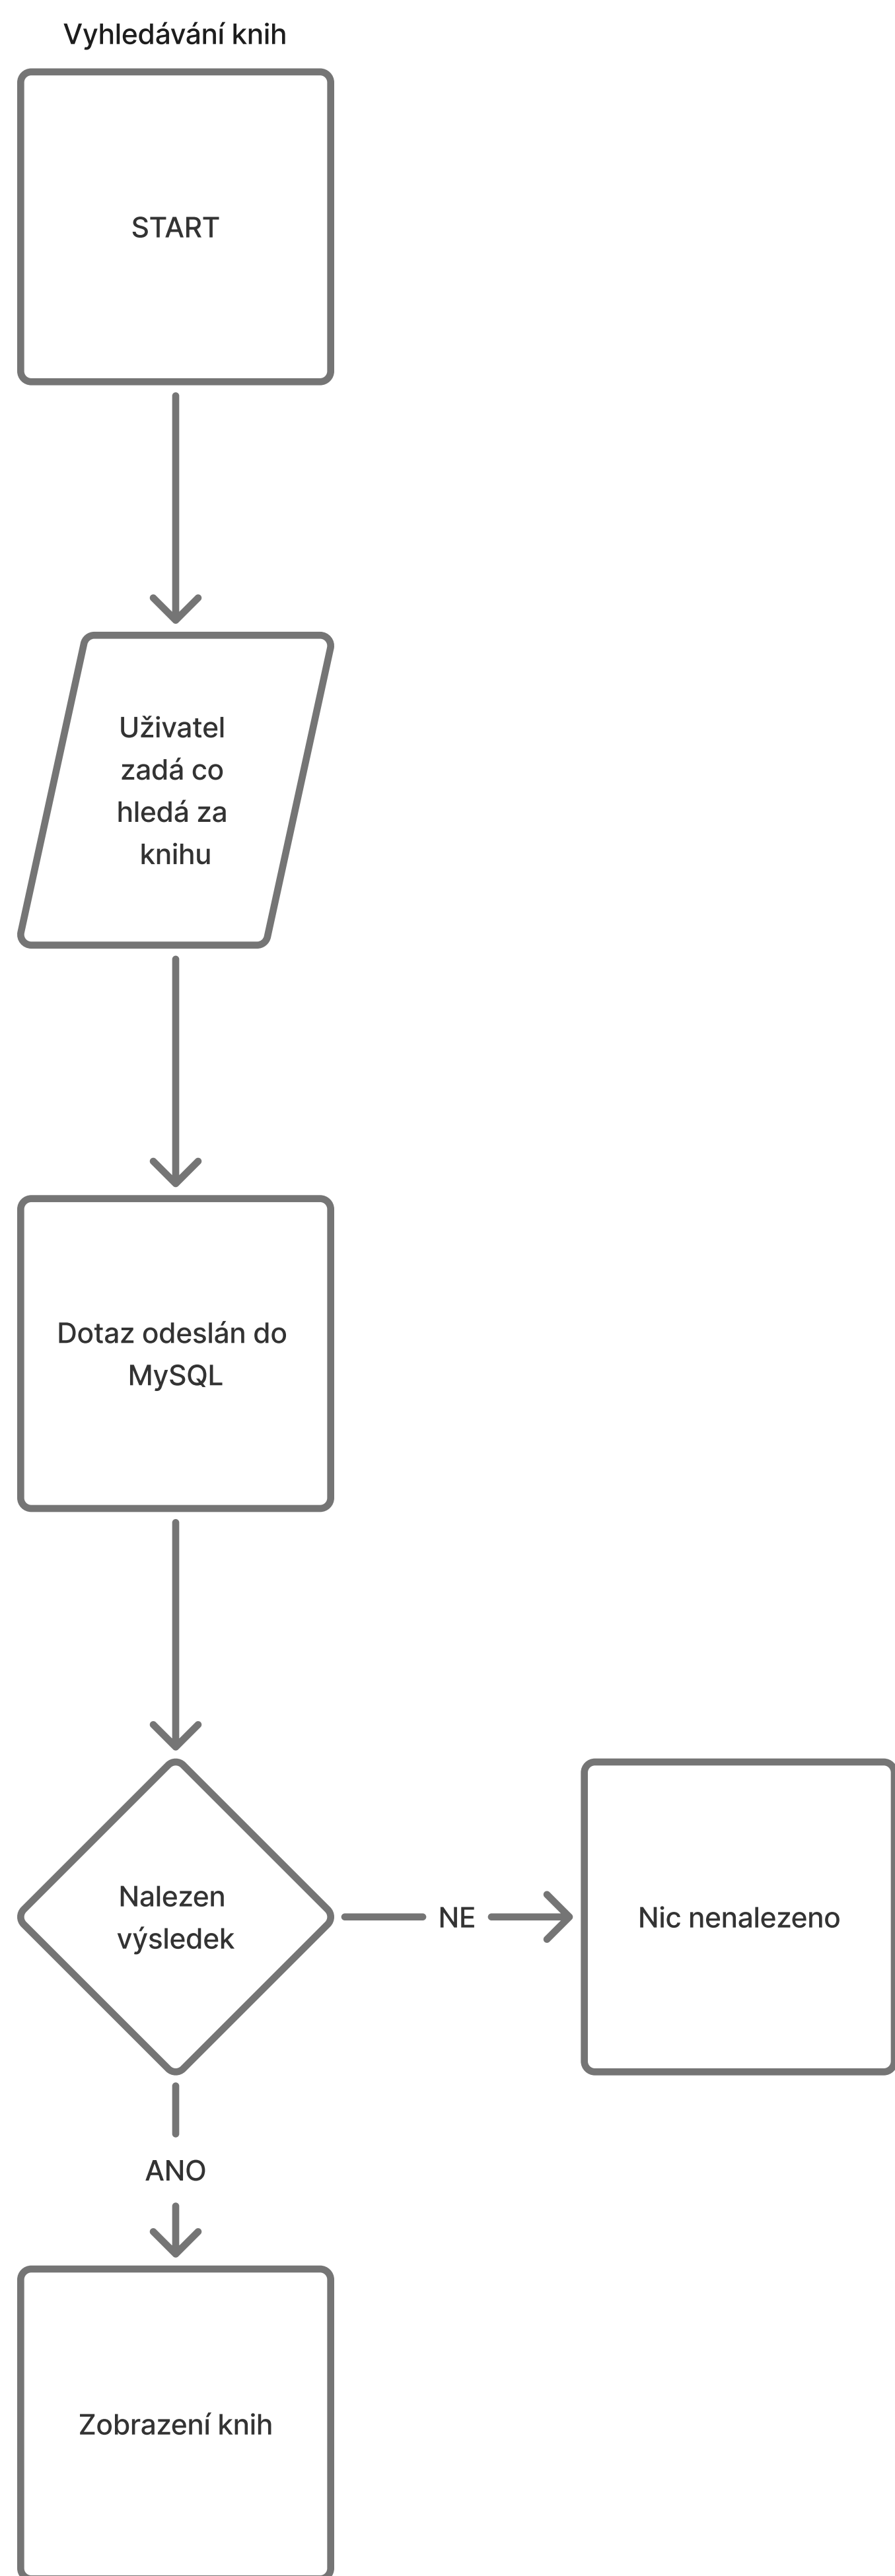 Vyhledávání knih
START
Uživatel
zadá co
hledá za
knihu
Dotaz odeslán do
MySQL
Nalezen
výsledek
NE
Nic nenalezeno
ANO
Zobrazení knih